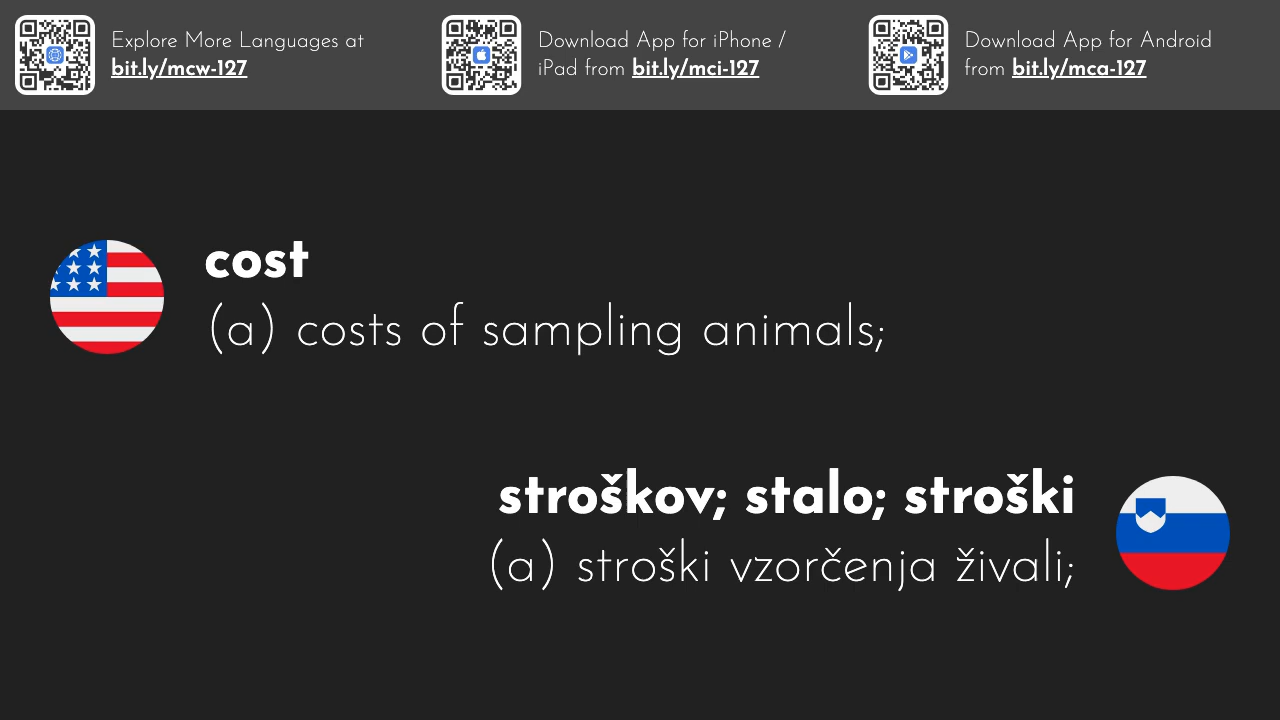 Explore More Languages at
bit.ly/mcw-127
Download App for iPhone /
iPad from bit.ly/mci-127
Download App for Android
from bit.ly/mca-127
cost
(a) costs of sampling animals;
stroškov; stalo; stroški
(a) stroški vzorčenja živali;